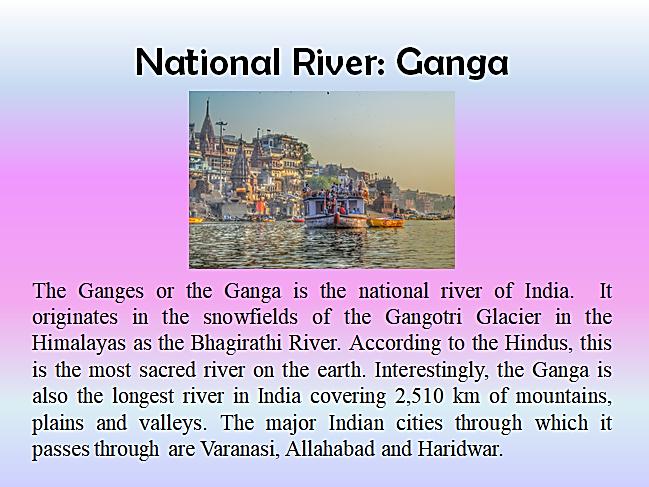 National River: Ganga
The Ganges or the Ganga is the national river of India. It
originates in the snowfields of the Gangotri Glacier in the
Himalayas as the Bhagirathi River. According to the Hindus, this
is the most sacred river on the earth. Interestingly, the Ganga is
also the longest river in India covering 2,510 km of mountains,
plains and valleys. The major Indian cities through which it
passes through are Varanasi, Allahabad and Haridwar.